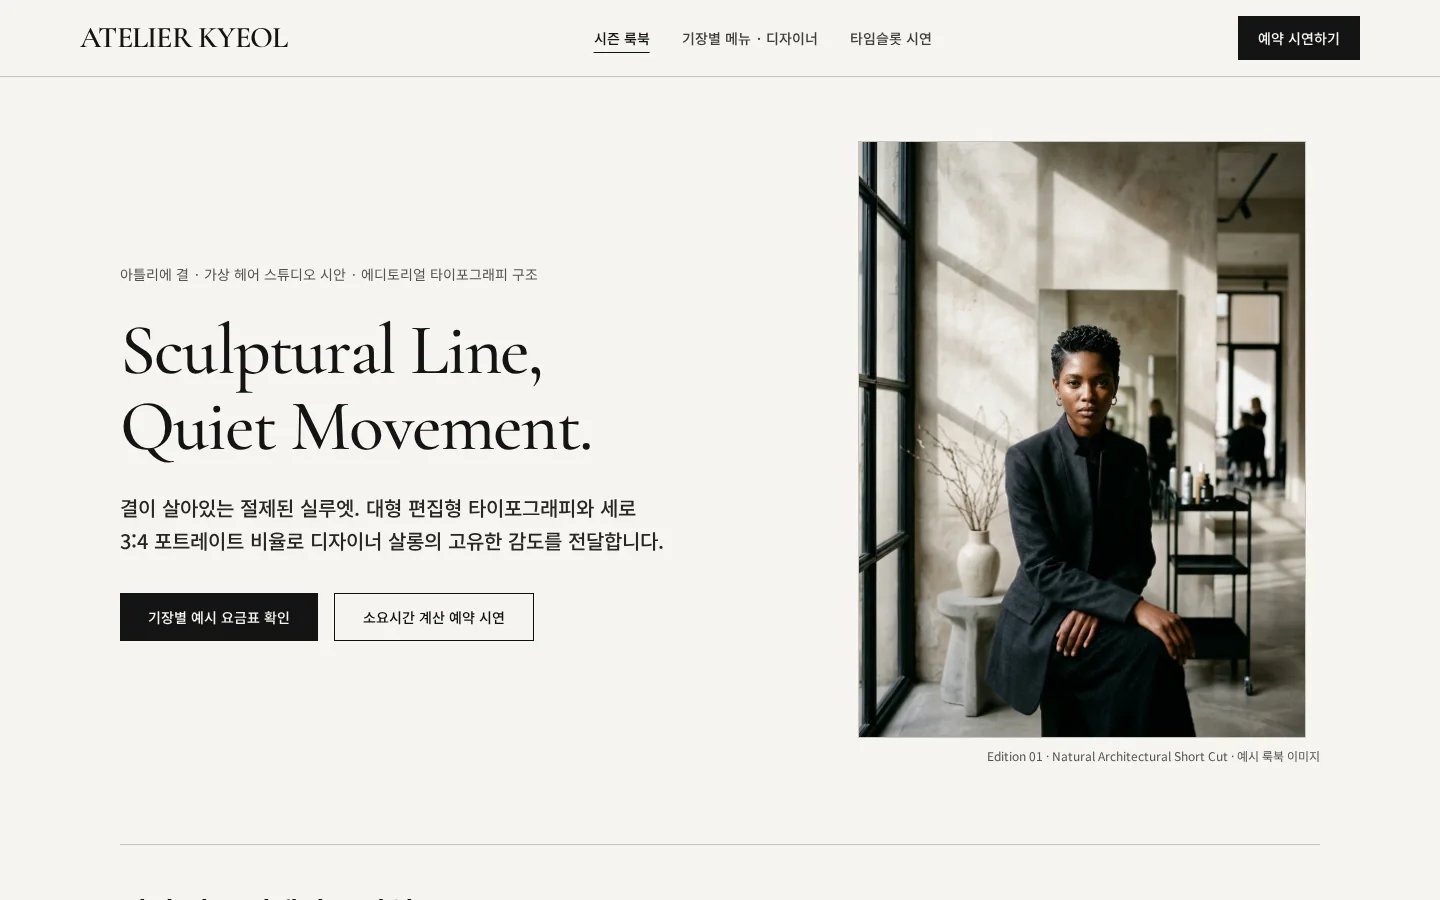 ATELIER KYEOL
시즌 룩북
기장별 메뉴 · 디자이너
타임슬롯 시연
예약 시연하기
아틀리에 결 · 가상 헤어 스튜디오 시안 · 에디토리얼 타이포그래피 구조
Sculptural Line,
Quiet Movement.
결이 살아있는 절제된 실루엣. 대형 편집형 타이포그래피와 세로
3:4 포트레이트 비율로 디자이너 살롱의 고유한 감도를 전달합니다.
기장별 예시 요금표 확인
소요시간 계산 예약 시연
Edition 01 · Natural Architectural Short Cut · 예시 룩북 이미지